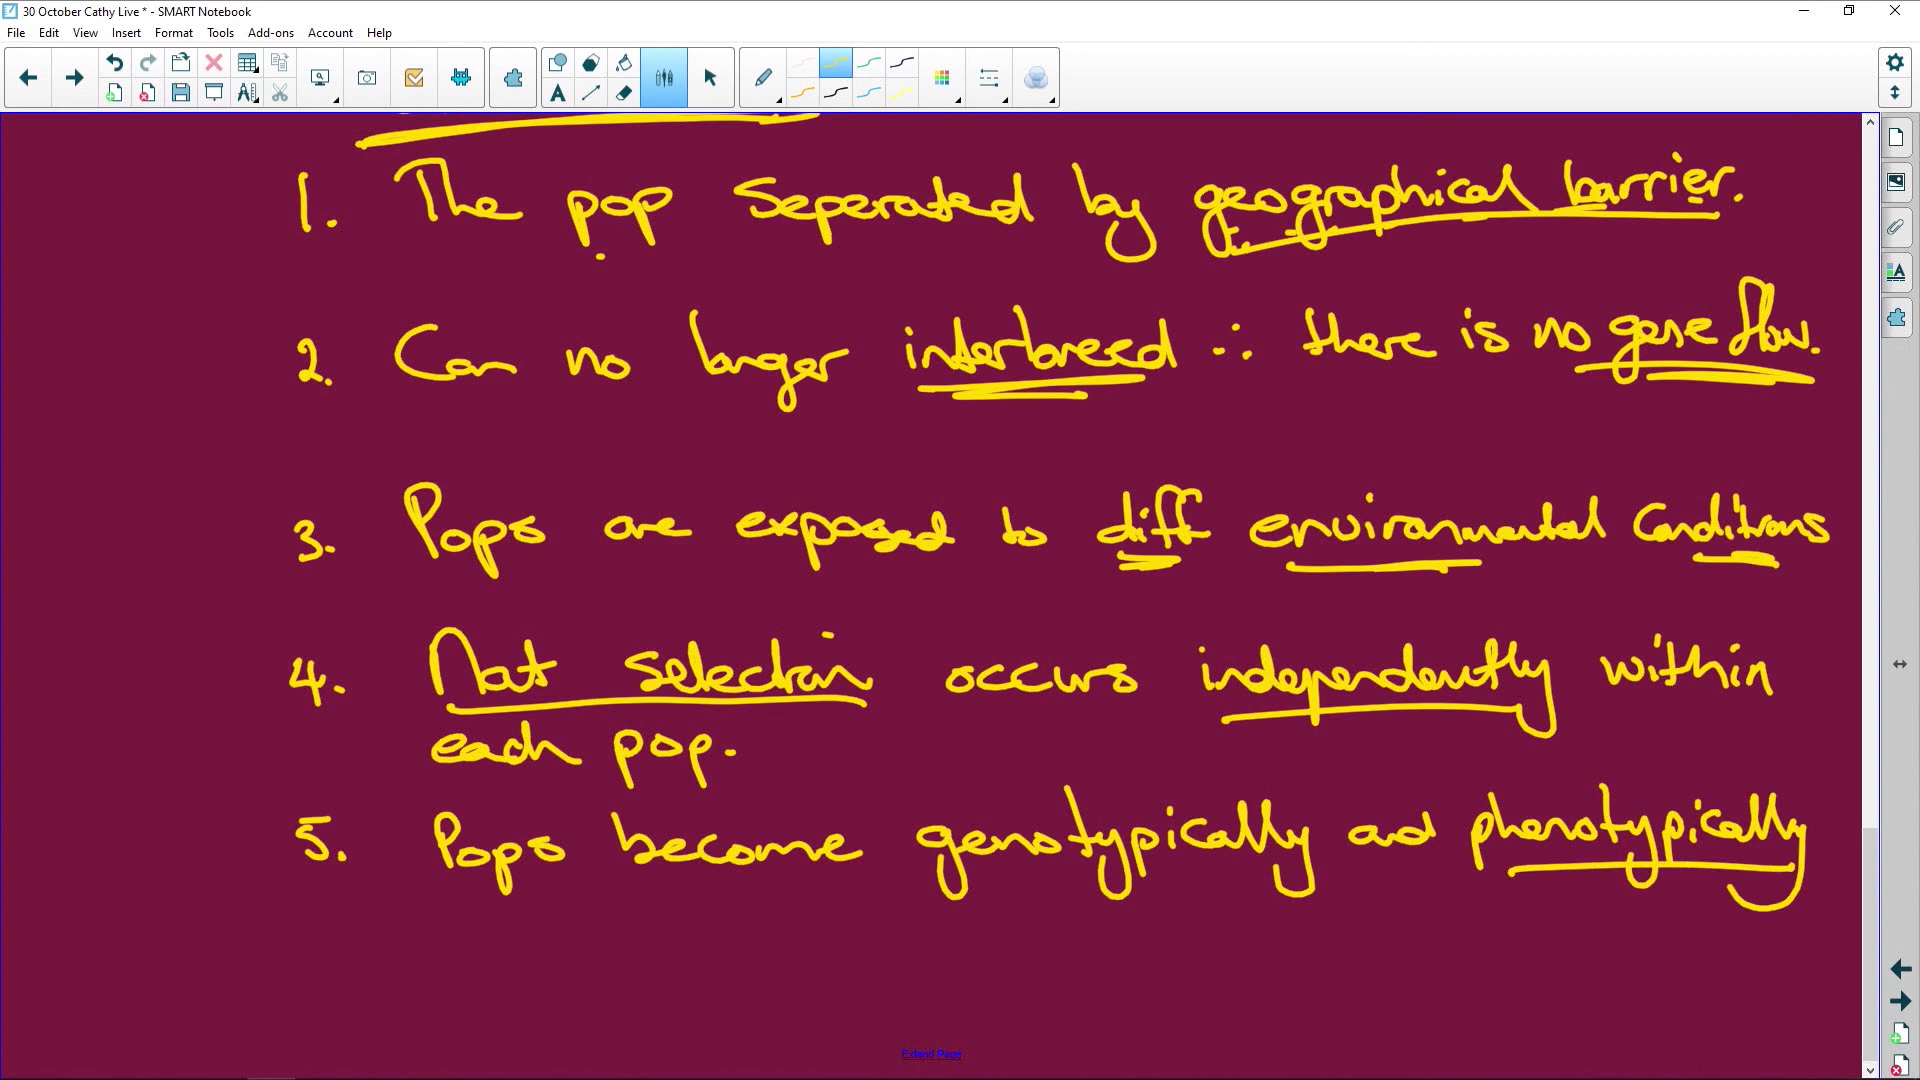 30 October Cathy Live * - SMART Notebook
File Edit View Insert Format Tools Add-ons Account Help
1. The pop seperated by geographical barrier.
2. Can no longer interbreed ∴ there is no gene flow.
3. Pops are exposed to diff environmental conditions
4. Nat selection occurs independently within
each pop.
5. Pops become genotypically and phenotypically
Extend Page